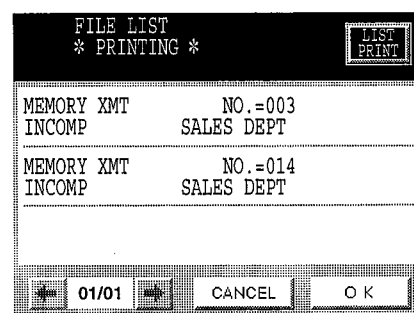 FILE LIST
* PRINTING *
LIST
PRINT
MEMORY XMT NO.=003
INCOMP SALES DEPT
MEMORY XMT NO.=014
INCOMP SALES DEPT
01/01
CANCEL
OK